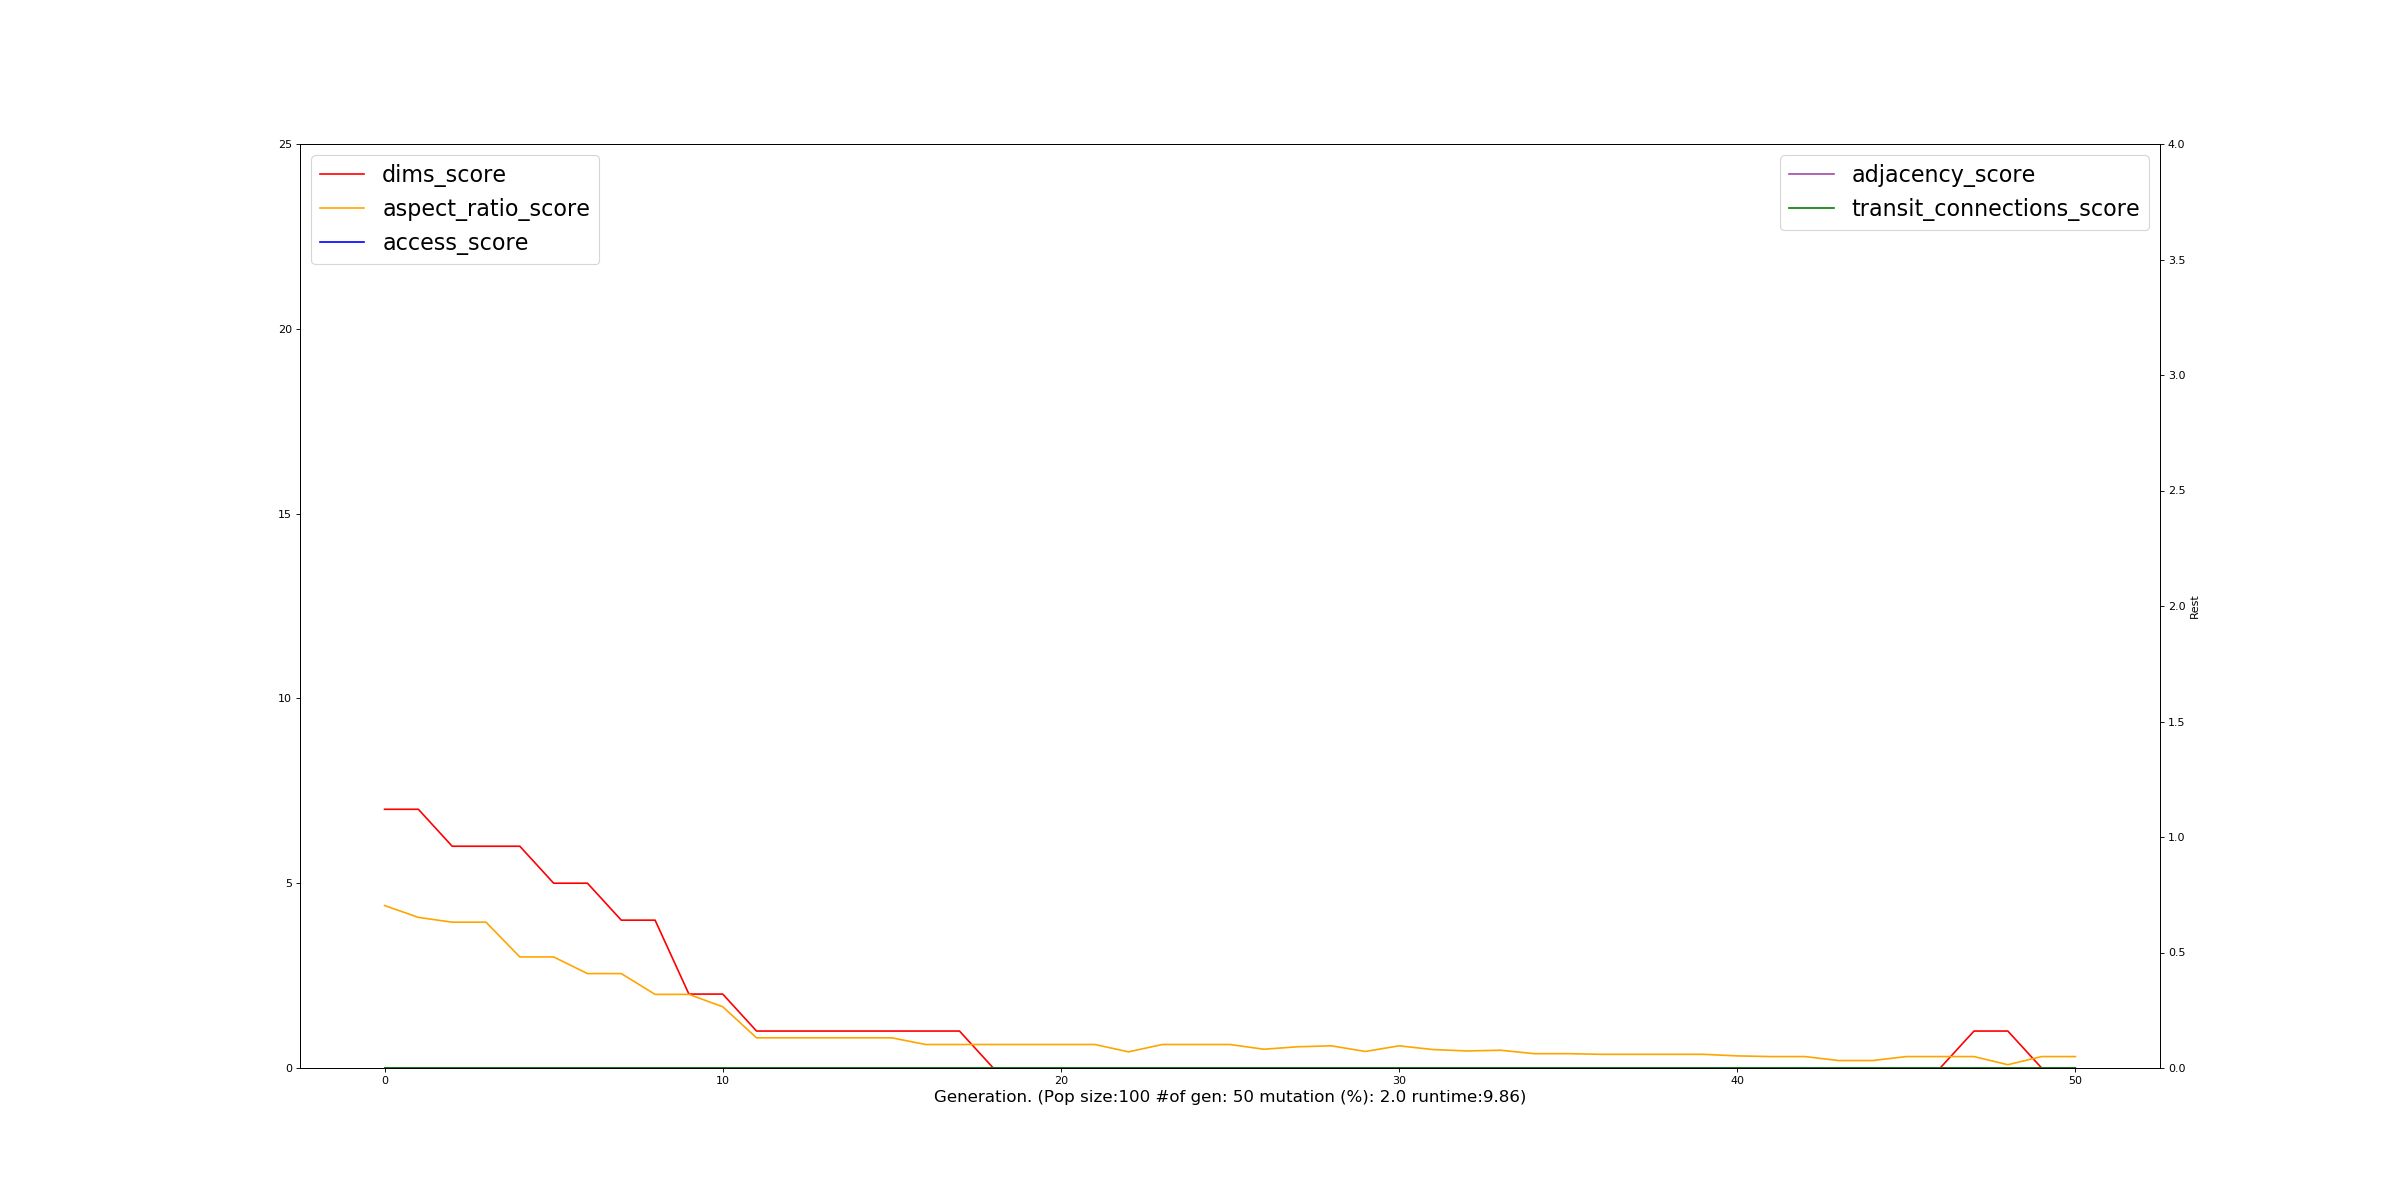 dims_score
aspect_ratio_score
access_score
adjacency_score
transit_connections_score
25
20
15
10
5
0
4.0
3.5
3.0
2.5
2.0
1.5
1.0
0.5
0.0
Rest
0 10 20 30 40 50
Generation. (Pop size:100 #of gen: 50 mutation (%): 2.0 runtime:9.86)